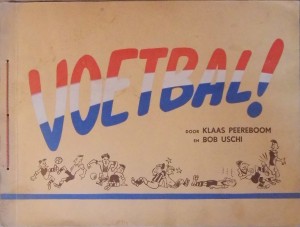 VOETBAL!
DOOR KLAAS PEEREBOOM
EN BOB USCHI